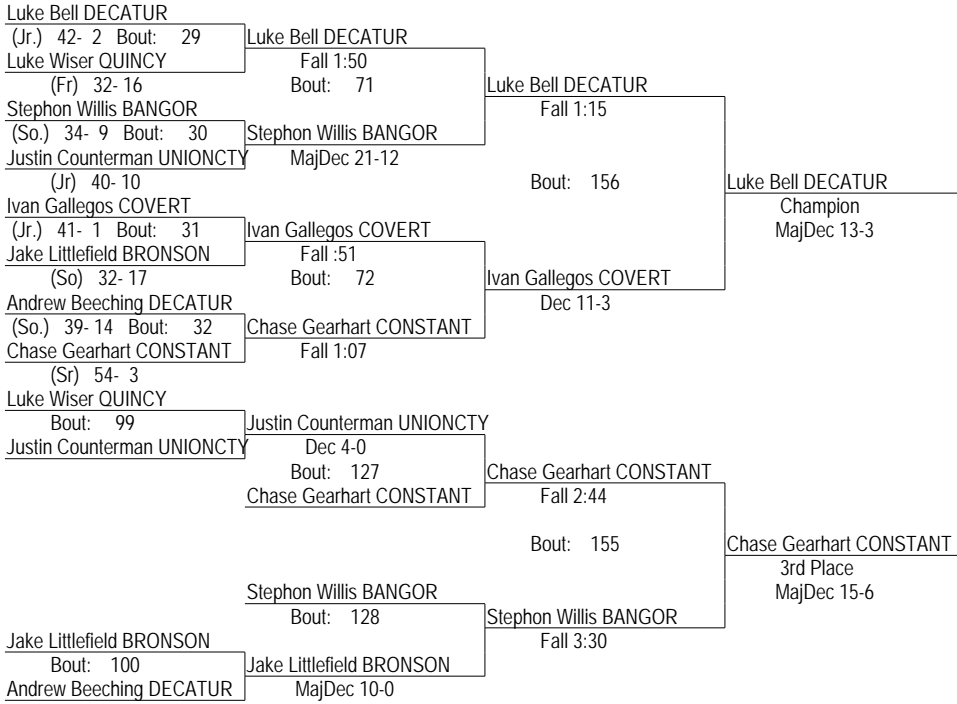 Luke Bell DECATUR
(Jr.) 42- 2 Bout: 29
Luke Bell DECATUR
Luke Wiser QUINCY
Fall 1:50
(Fr) 32- 16
Bout: 71
Luke Bell DECATUR
Stephon Willis BANGOR
Fall 1:15
(So.) 34- 9 Bout: 30
Stephon Willis BANGOR
Justin Counterman UNIONCTY
MajDec 21-12
(Jr) 40- 10
Bout: 156
Luke Bell DECATUR
Ivan Gallegos COVERT
Champion
(Jr.) 41- 1 Bout: 31
Ivan Gallegos COVERT
MajDec 13-3
Jake Littlefield BRONSON
Fall :51
(So) 32- 17
Bout: 72
Ivan Gallegos COVERT
Andrew Beeching DECATUR
Dec 11-3
(So.) 39- 14 Bout: 32
Chase Gearhart CONSTANT
Chase Gearhart CONSTANT
Fall 1:07
(Sr) 54- 3
Luke Wiser QUINCY
Bout: 99
Justin Counterman UNIONCTY
Justin Counterman UNIONCTY
Dec 4-0
Bout: 127
Chase Gearhart CONSTANT
Chase Gearhart CONSTANT
Fall 2:44
Bout: 155
Chase Gearhart CONSTANT
3rd Place
Stephon Willis BANGOR
MajDec 15-6
Bout: 128
Stephon Willis BANGOR
Jake Littlefield BRONSON
Fall 3:30
Bout: 100
Jake Littlefield BRONSON
Andrew Beeching DECATUR
MajDec 10-0